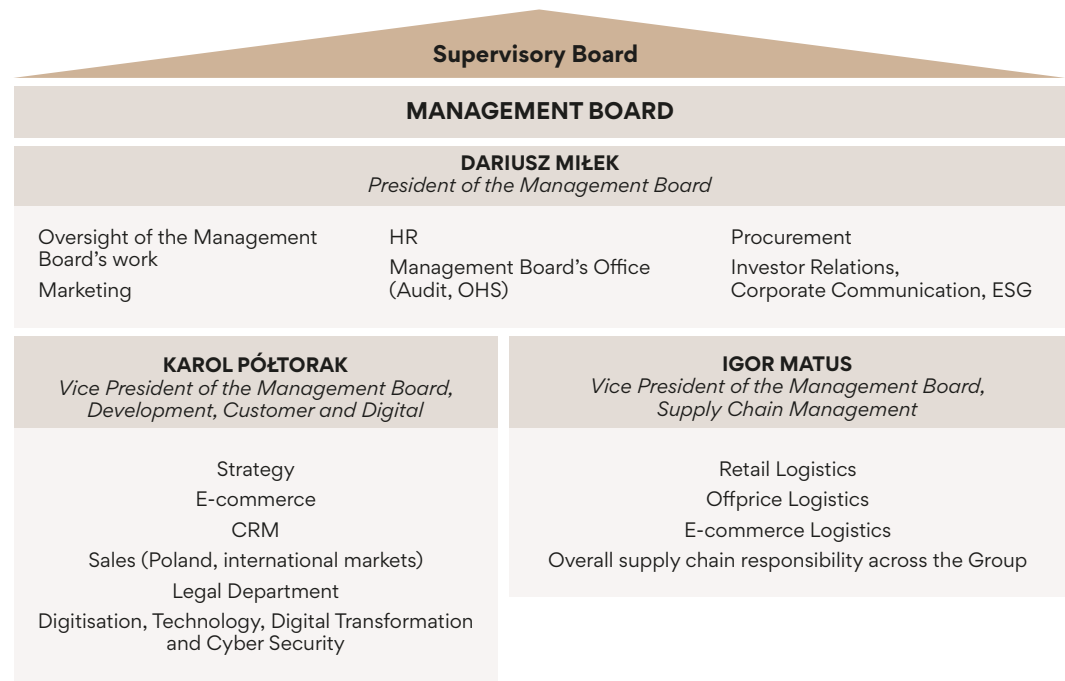 Supervisory Board
MANAGEMENT BOARD
DARIUSZ MIŁEK
President of the Management Board
Oversight of the Management
Board’s work
Marketing
HR
Management Board’s Office
(Audit, OHS)
Procurement
Investor Relations,
Corporate Communication, ESG
KAROL PÓŁTORAK
Vice President of the Management Board,
Development, Customer and Digital
Strategy
E-commerce
CRM
Sales (Poland, international markets)
Legal Department
Digitisation, Technology, Digital Transformation
and Cyber Security
IGOR MATUS
Vice President of the Management Board,
Supply Chain Management
Retail Logistics
Offprice Logistics
E-commerce Logistics
Overall supply chain responsibility across the Group